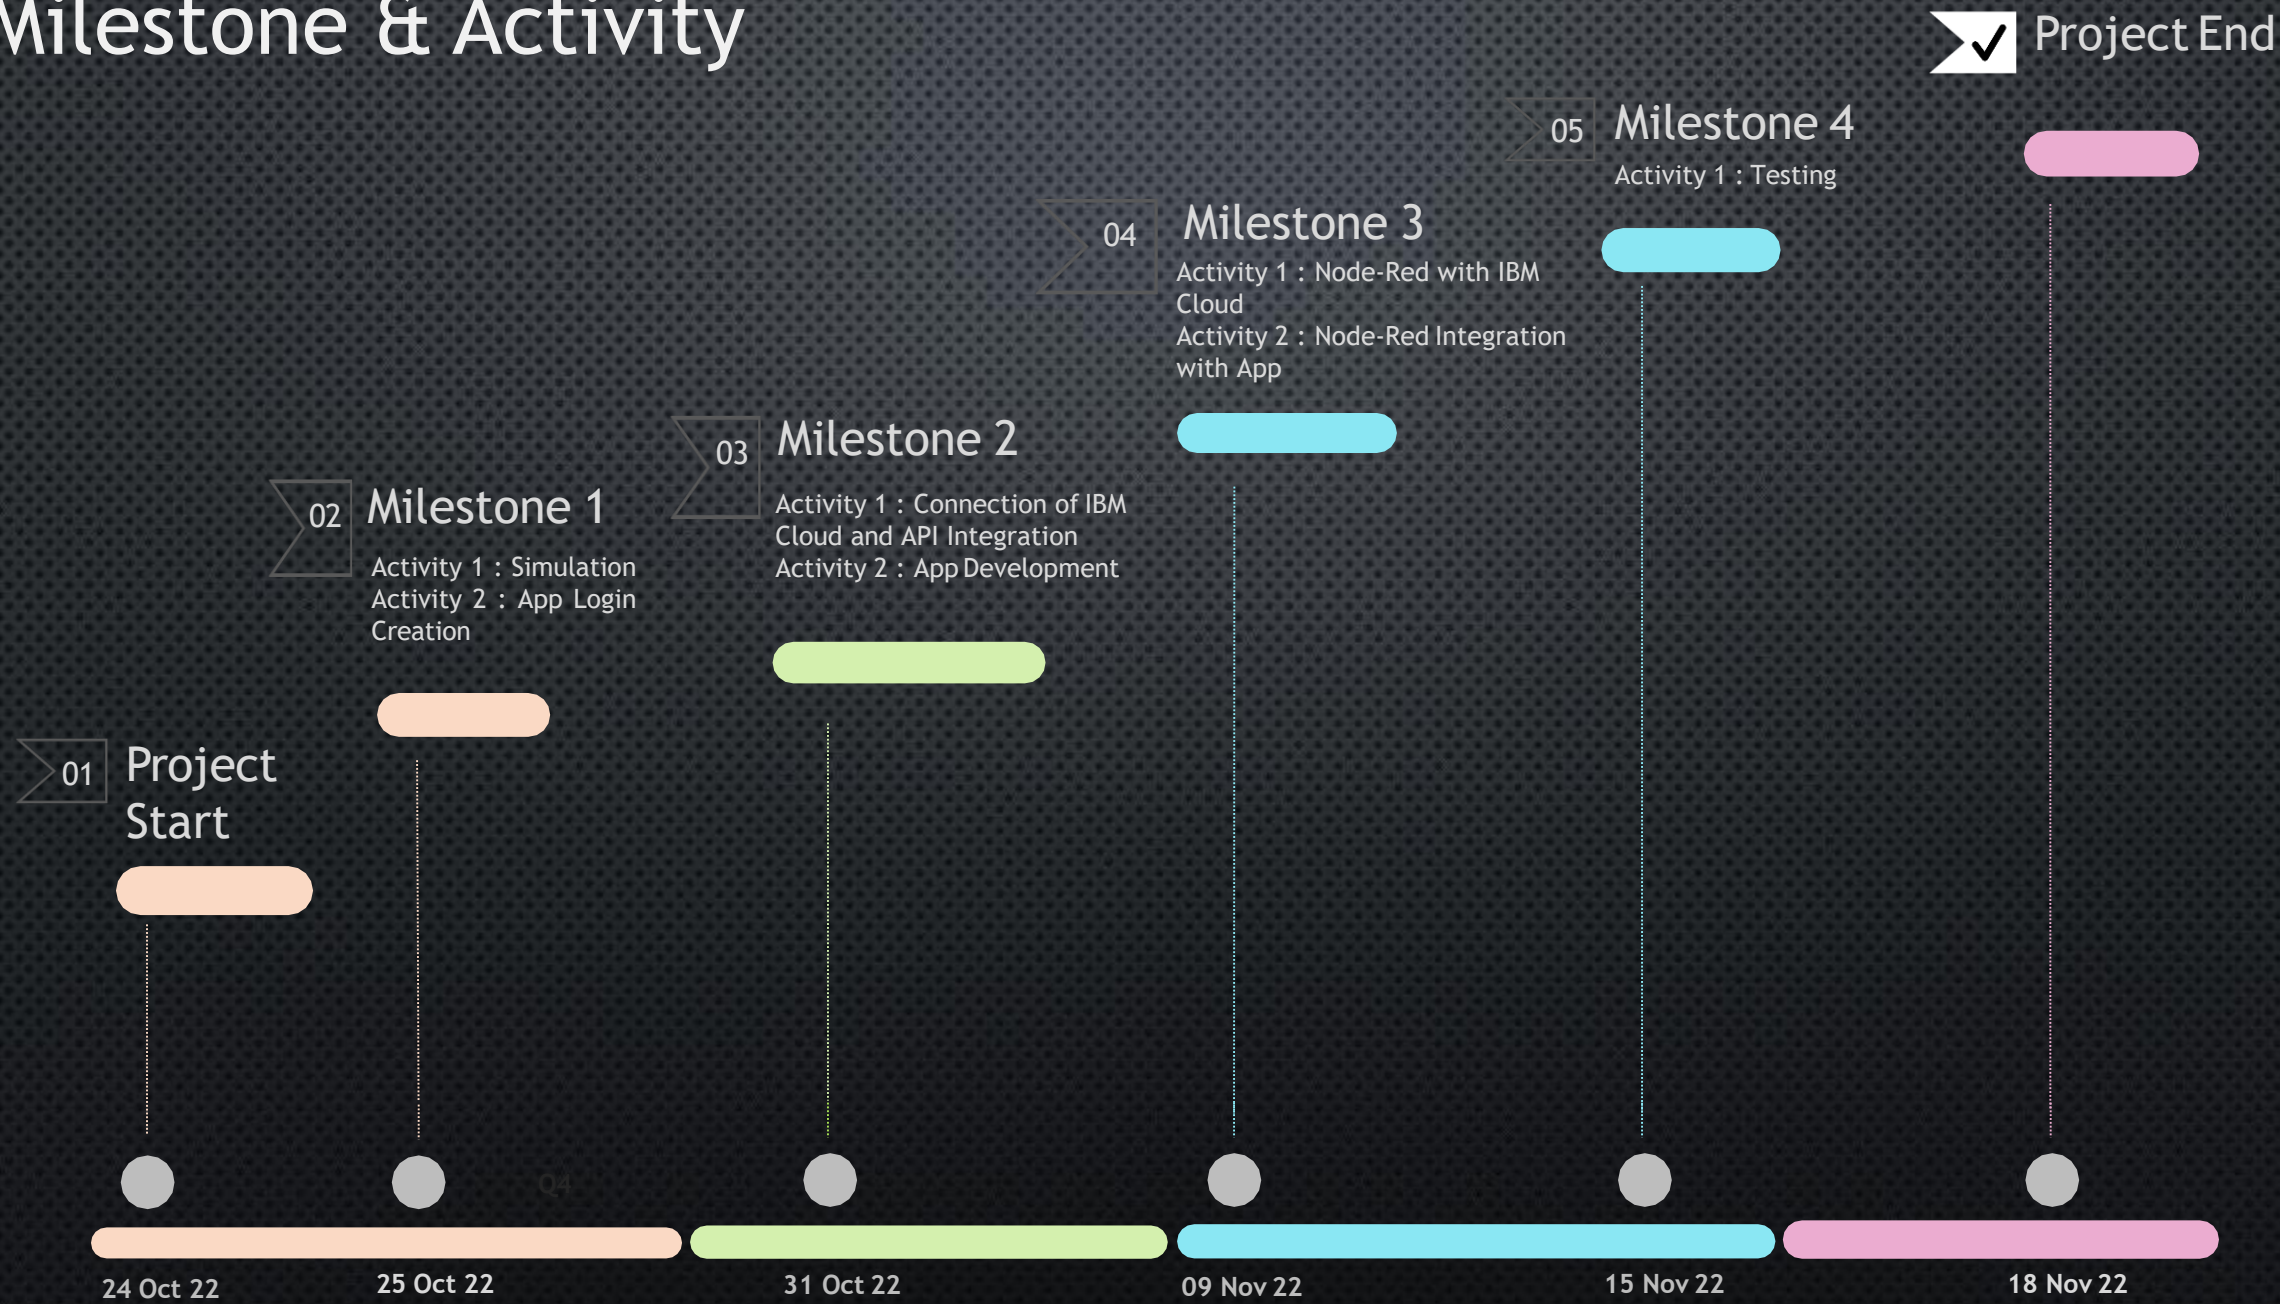 Milestone & Activity
Project End
05
Milestone 4
Activity 1 : Testing
04
Milestone 3
Activity 1 : Node-Red with IBM
Cloud
Activity 2 : Node-Red Integration
with App
03
Milestone 2
Activity 1 : Connection of IBM
Cloud and API Integration
Activity 2 : App Development
02
Milestone 1
Activity 1 : Simulation
Activity 2 : App Login
Creation
01
Project
Start
Q4
24 Oct 22
25 Oct 22
31 Oct 22
09 Nov 22
15 Nov 22
18 Nov 22